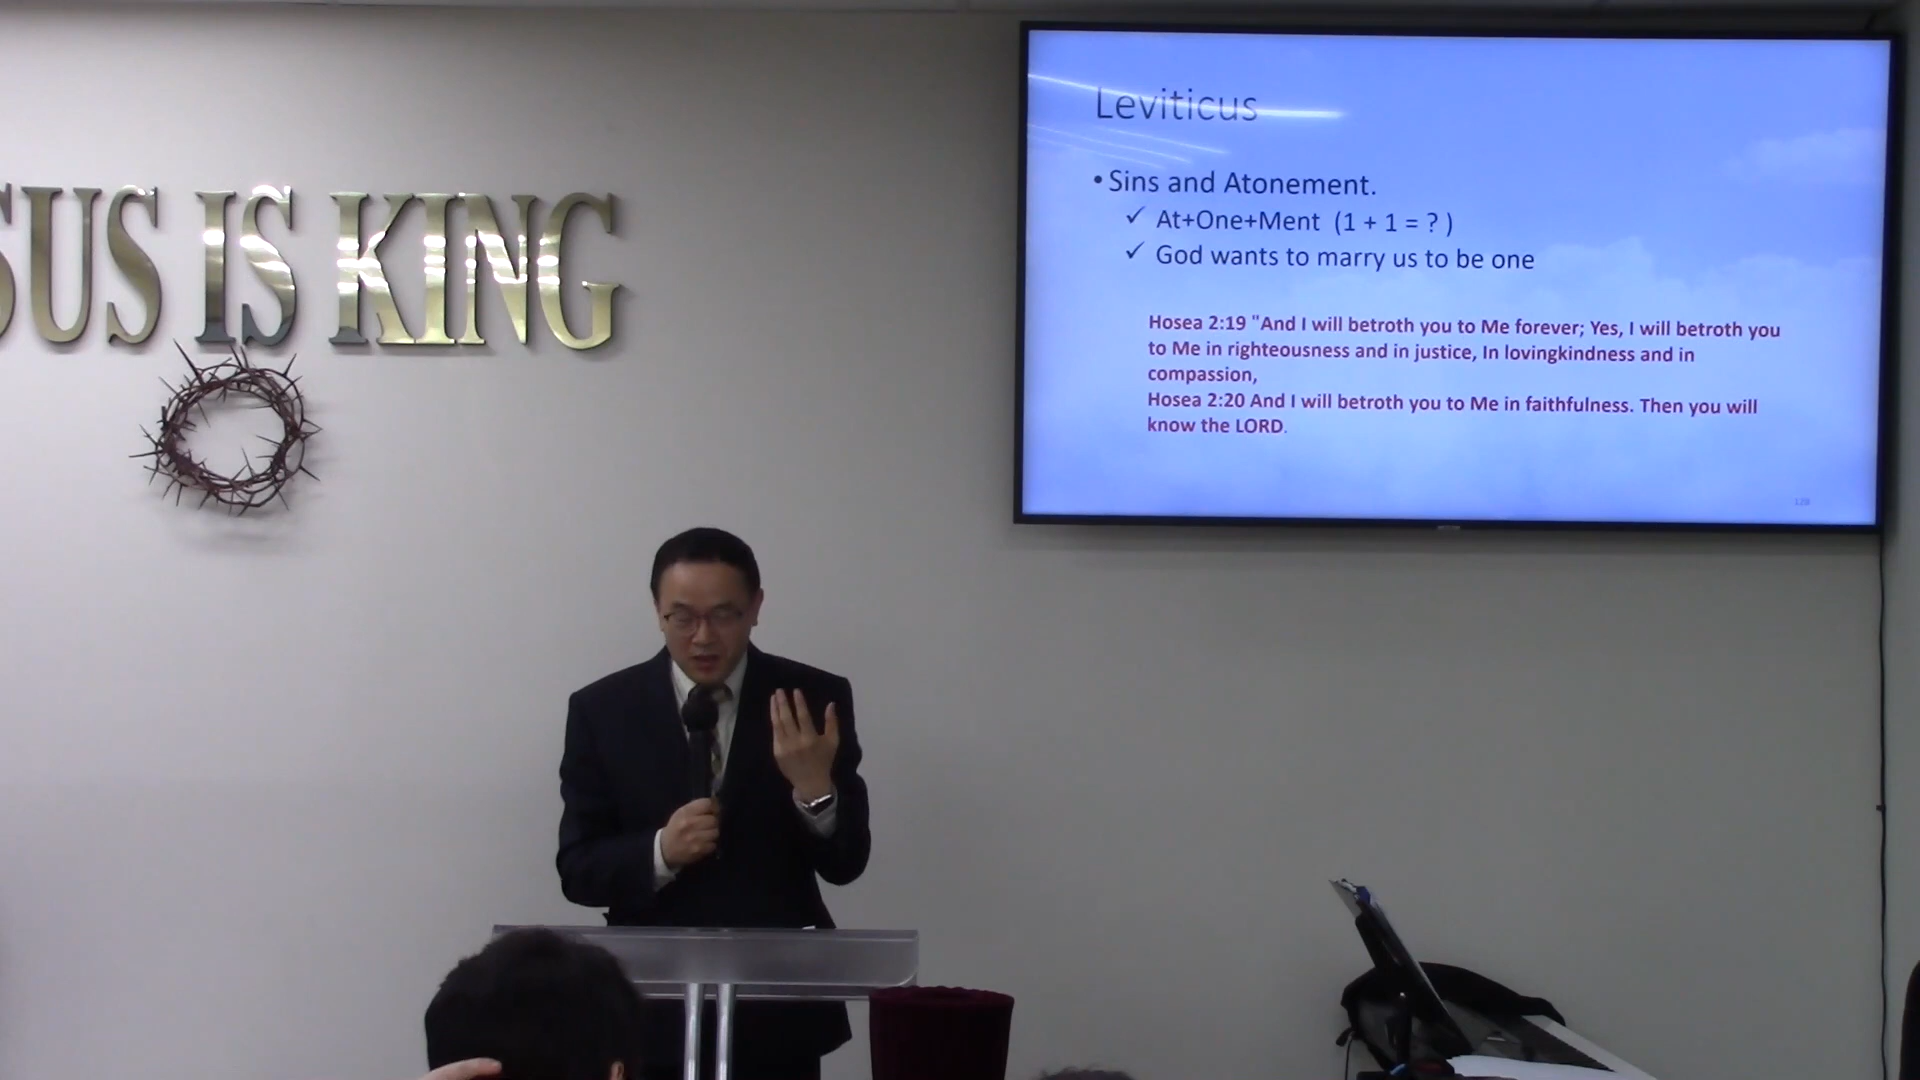 SUS IS KING
Leviticus
• Sins and Atonement.
✓ At+One+Ment (1 + 1 = ? )
✓ God wants to marry us to be one
Hosea 2:19 "And I will betroth you to Me forever; Yes, I will betroth you
to Me in righteousness and in justice, In lovingkindness and in
compassion,
Hosea 2:20 And I will betroth you to Me in faithfulness. Then you will
know the LORD.